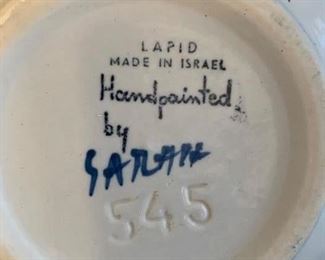 LAPID
MADE IN ISRAEL
Handpainted
by
SARAH
545